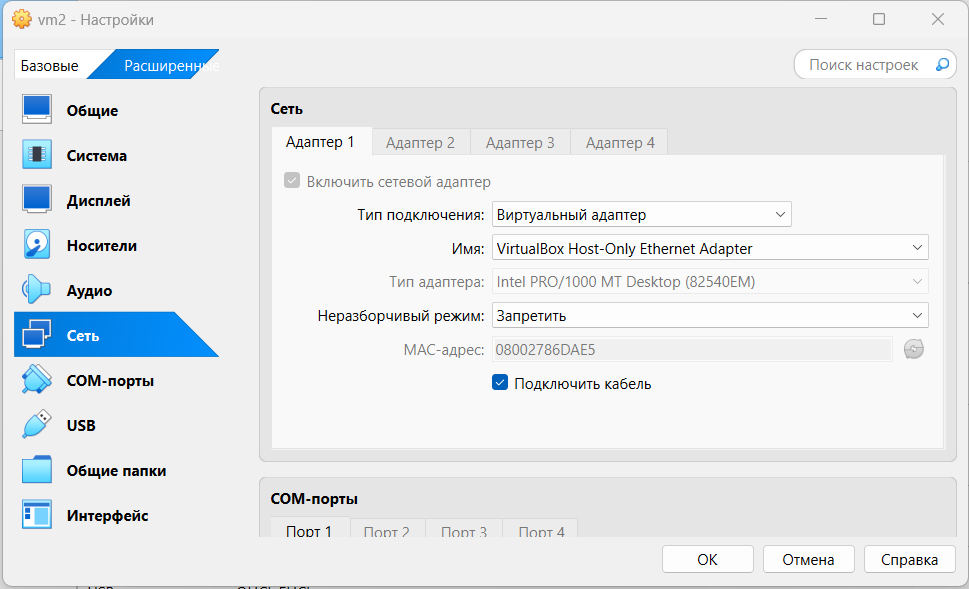 vm2 - Настройки
Базовые
Расширенные
Поиск настроек
Общие
Система
Дисплей
Носители
Аудио
Сеть
COM-порты
USB
Общие папки
Интерфейс
Сеть
Адаптер 1 Адаптер 2 Адаптер 3 Адаптер 4
Включить сетевой адаптер
Тип подключения: Виртуальный адаптер
Имя: VirtualBox Host-Only Ethernet Adapter
Тип адаптера: Intel PRO/1000 MT Desktop (82540EM)
Неразборчивый режим: Запретить
MAC-адрес: 08002786DAE5
Подключить кабель
COM-порты
Порт 1 Порт 2 Порт 3 Порт 4
OK Отмена Справка